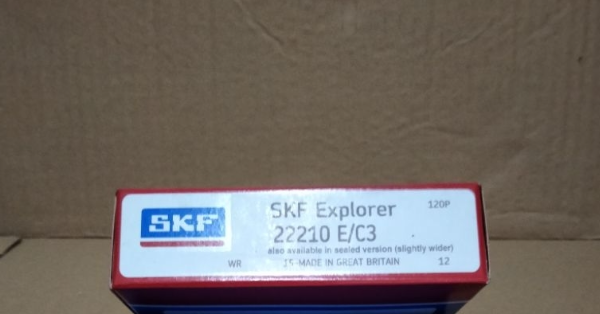 SKF
SKF Explorer
120P
22210 E/C3
also available in sealed version (slightly wider)
WR 15-MADE IN GREAT BRITAIN 12